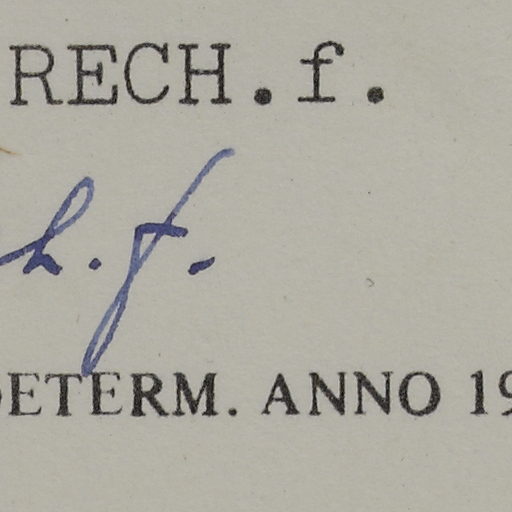 RECH.f.
h. f.
DETERM. ANNO 19